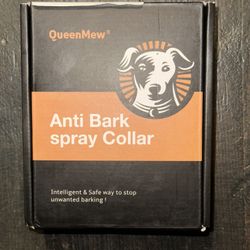 QueenMew®
Anti Bark
spray Collar
Intelligent & Safe way to stop
unwanted barking !